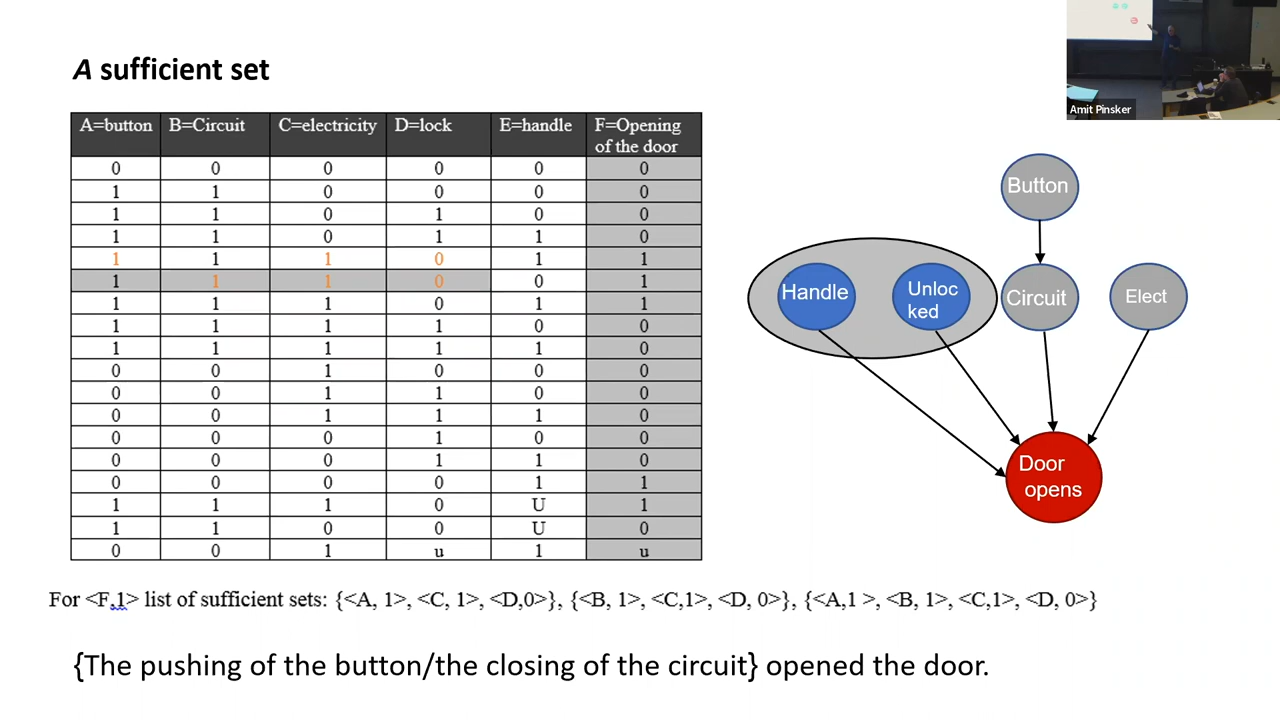 A sufficient set
A=button B=Circuit C=electricity D=lock E=handle F=Opening of the door
0 0 0 0 0 0
1 1 0 0 0 0
1 1 0 1 0 0
1 1 0 1 1 0
1 1 1 0 1 1
1 1 1 0 0 1
1 1 1 0 1 1
1 1 1 1 0 0
1 1 1 1 1 0
0 0 1 0 0 0
0 0 1 1 0 0
0 0 1 1 1 0
0 0 0 1 0 0
0 0 0 1 1 0
0 0 0 0 1 1
1 1 1 0 U 1
1 1 0 0 U 0
0 0 1 u 1 u
Amit Pinsker
Button
Handle
Unloc
ked
Circuit
Elect
Door
opens
For <F,1> list of sufficient sets: {<A, 1>, <C, 1>, <D,0>}, {<B, 1>, <C,1>, <D, 0>}, {<A,1 >, <B, 1>, <C,1>, <D, 0>}
{The pushing of the button/the closing of the circuit} opened the door.